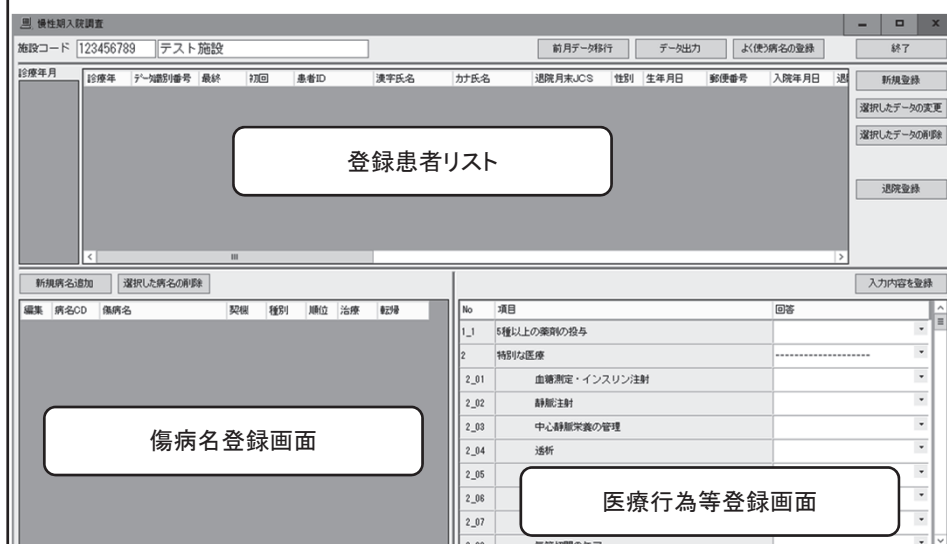 慢性期入院調査
施設コード 123456789 テスト施設 前月データ移行 データ出力 よく使う病名の登録 終了
診療年月
診療年 データ識別番号 最終 初回 患者ID 漢字氏名 カナ氏名 退院月末JCS 性別 生年月日 郵便番号 入院年月日
新規登録
選択したデータの変更
選択したデータの削除
登録患者リスト
退院登録
新規病名追加 選択した病名の削除 入力内容を登録
編集 病名CD 傷病名 契機 種別 順位 治療 転帰
No 項目 回答
1_1 5種以上の薬剤の投与
2 特別な医療 --------------------
2_01 血糖測定・インスリン注射
2_02 静脈注射
2_03 中心静脈栄養の管理
2_04 透析
2_05
2_06
2_07
傷病名登録画面
医療行為等登録画面